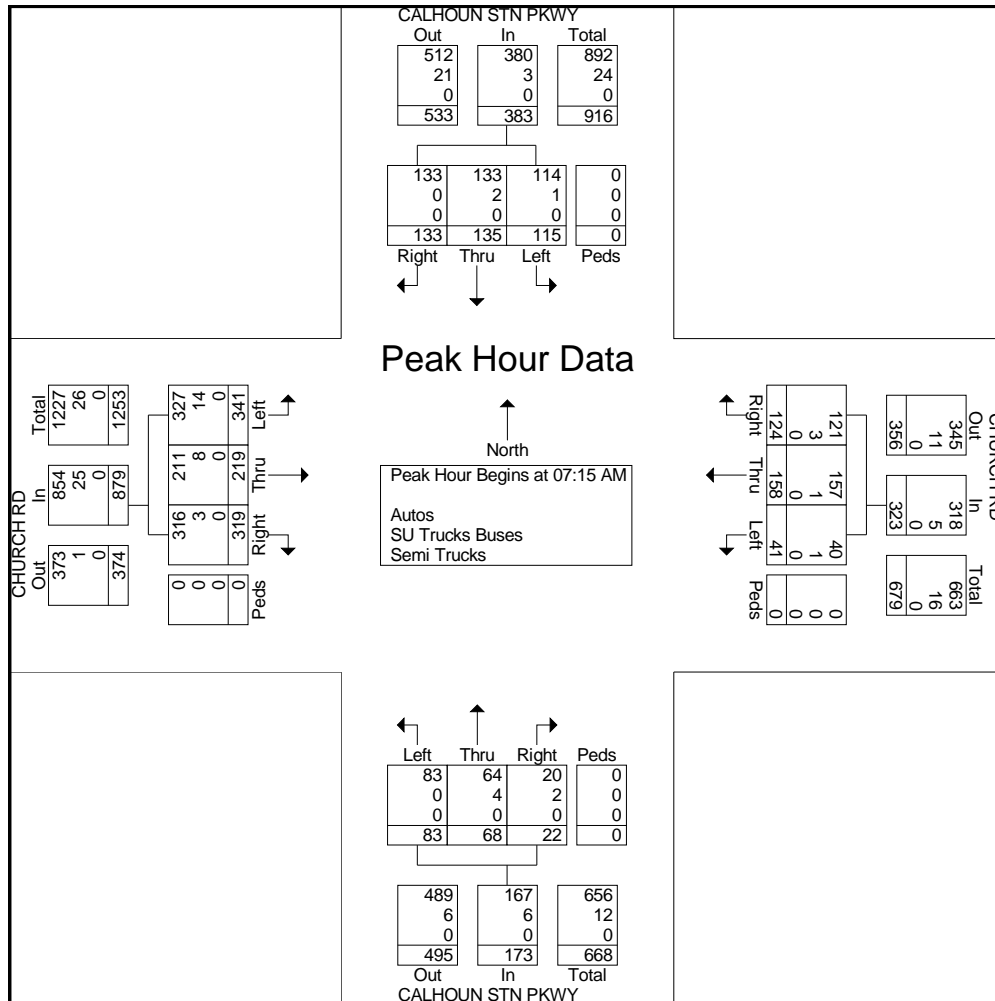 CALHOUN STN PKWY
Out In Total
512 380 892
21 3 24
0 0 0
533 383 916
133 133 114 0
0 2 1 0
0 0 0 0
133 135 115 0
Right Thru Left Peds
Peak Hour Data
North
Peak Hour Begins at 07:15 AM
Autos
SU Trucks Buses
Semi Trucks
CHURCH RD
Out In Total
373 854 1227
1 25 26
0 0 0
374 879 1253
327 211 316 0
14 8 3 0
0 0 0 0
341 219 319 0
Left Thru Right Peds
CHURCH RD
Out In Total
345 318 663
11 5 16
0 0 0
356 323 679
121 157 40 0
3 1 1 0
0 0 0 0
124 158 41 0
Right Thru Left Peds
Left Thru Right Peds
83 64 20 0
0 4 2 0
0 0 0 0
83 68 22 0
489 167 656
6 6 12
0 0 0
495 173 668
Out In Total
CALHOUN STN PKWY